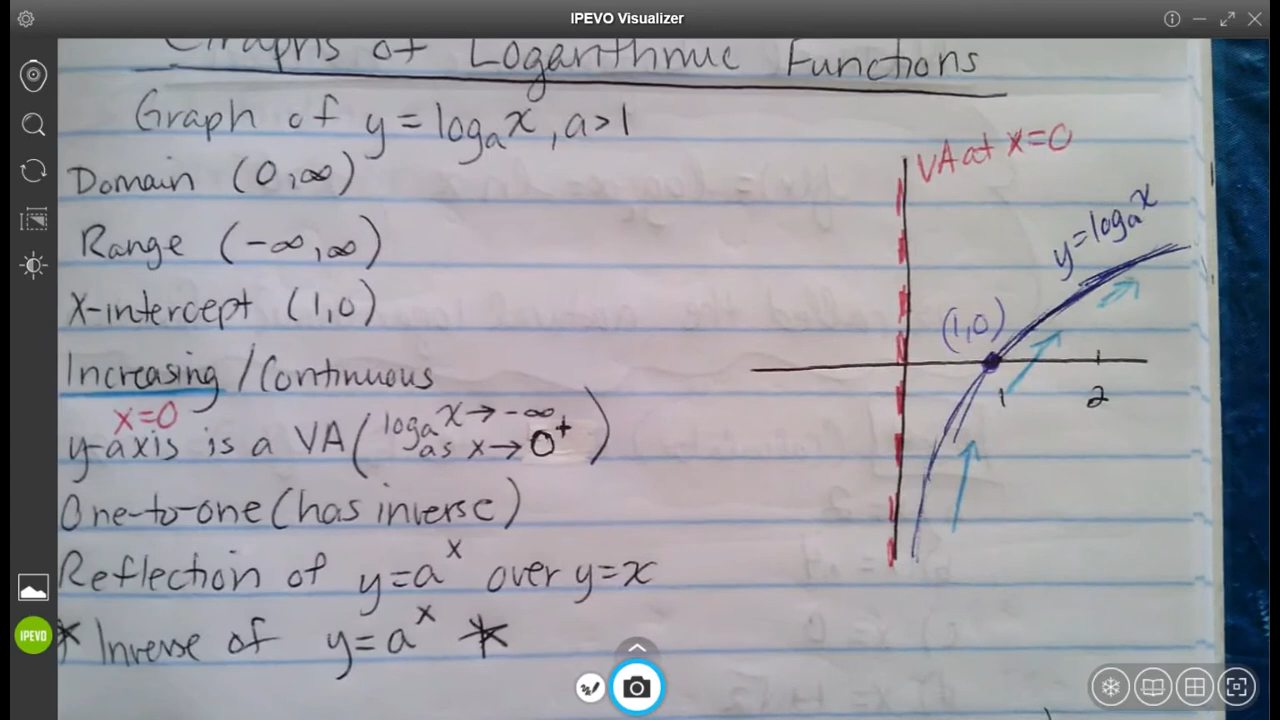 IPEVO Visualizer
Graphs of Logarithmic Functions
Graph of y = logₐx, a > 1
Domain (0, ∞)
Range (-∞, ∞)
X-intercept (1, 0)
Increasing / Continuous
x=0
y-axis is a VA (logₐx → -∞ as x → 0⁺)
One-to-one (has inverse)
Reflection of y = aˣ over y = x
* Inverse of y = aˣ *
VA at x=0
y = logₐx
(1,0)
1
2
IPEVO